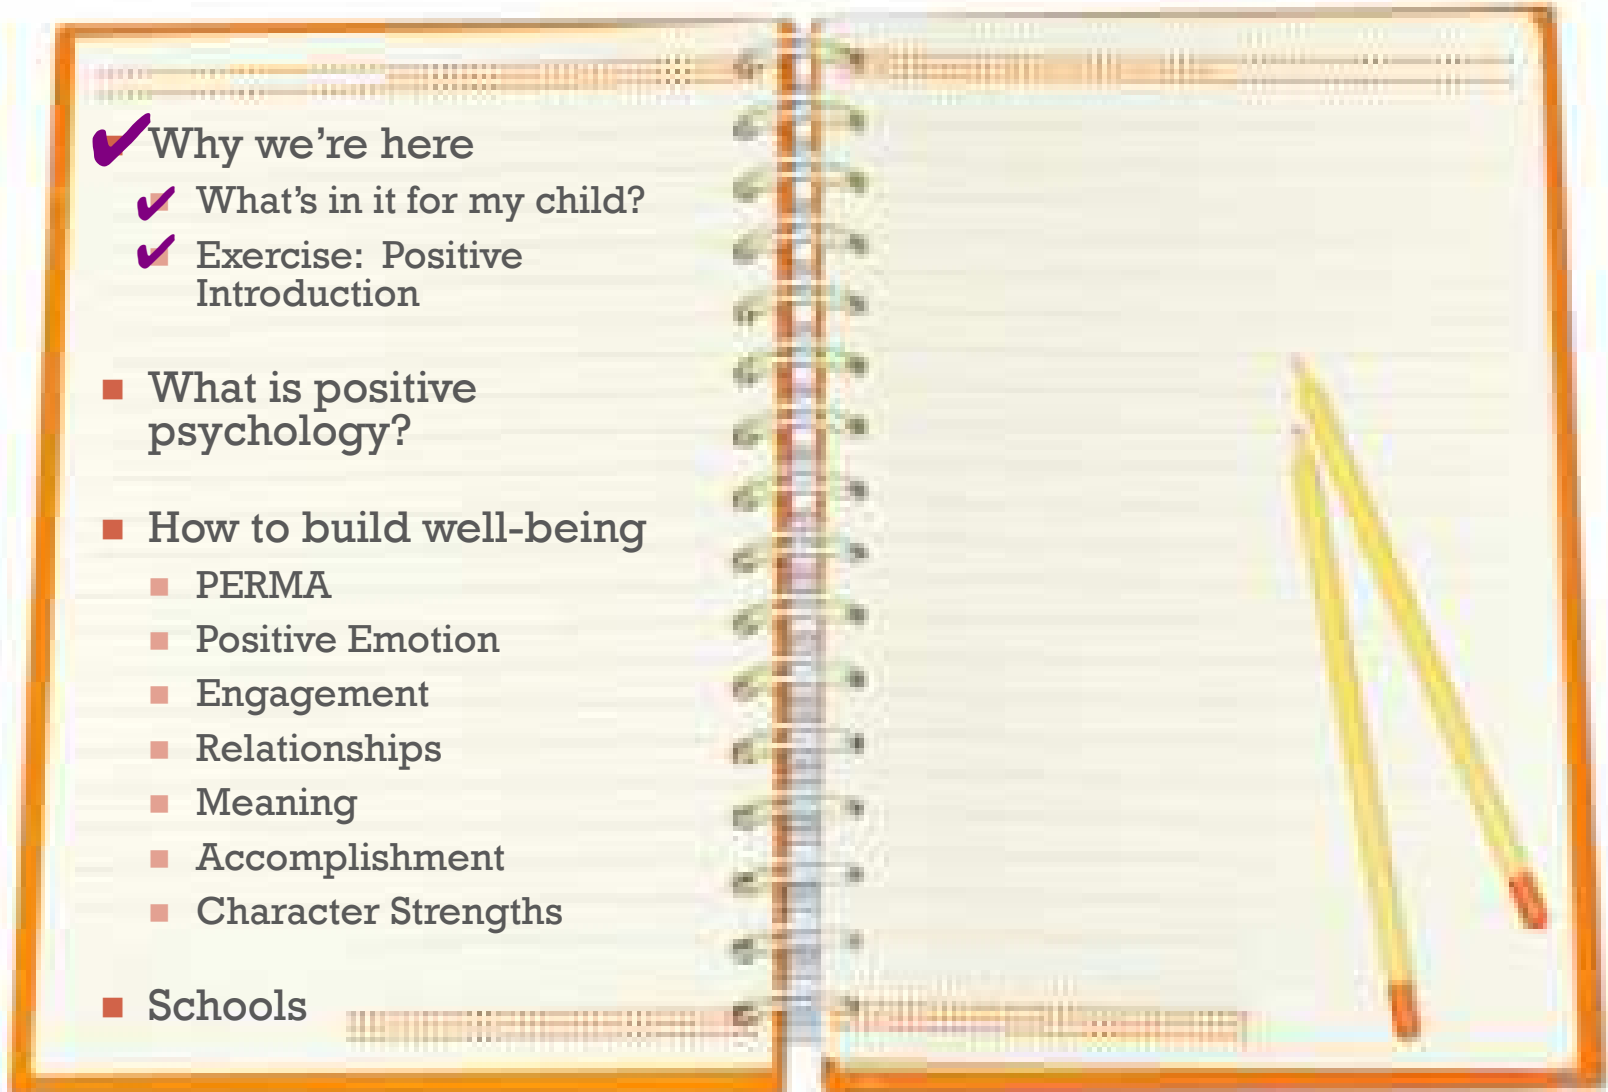 Why we’re here
What’s in it for my child?
Exercise:  Positive
Introduction
What is positive
psychology?
How to build well-being
PERMA
Positive Emotion
Engagement
Relationships
Meaning
Accomplishment
Character Strengths
Schools